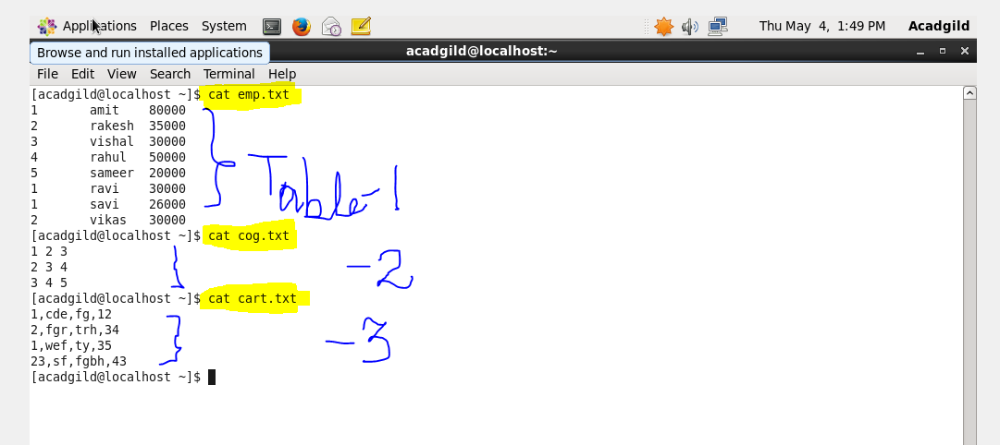 Applications Places System Thu May 4, 1:49 PM Acadgild
Browse and run installed applications
acadgild@localhost:~
File Edit View Search Terminal Help
[acadgild@localhost ~]$ cat emp.txt
1 amit 80000
2 rakesh 35000
3 vishal 30000
4 rahul 50000
5 sameer 20000
1 ravi 30000
1 savi 26000
2 vikas 30000
Table-1
[acadgild@localhost ~]$ cat cog.txt
1 2 3
2 3 4
3 4 5
-2
[acadgild@localhost ~]$ cat cart.txt
1,cde,fg,12
2,fgr,trh,34
1,wef,ty,35
23,sf,fgbh,43
-3
[acadgild@localhost ~]$